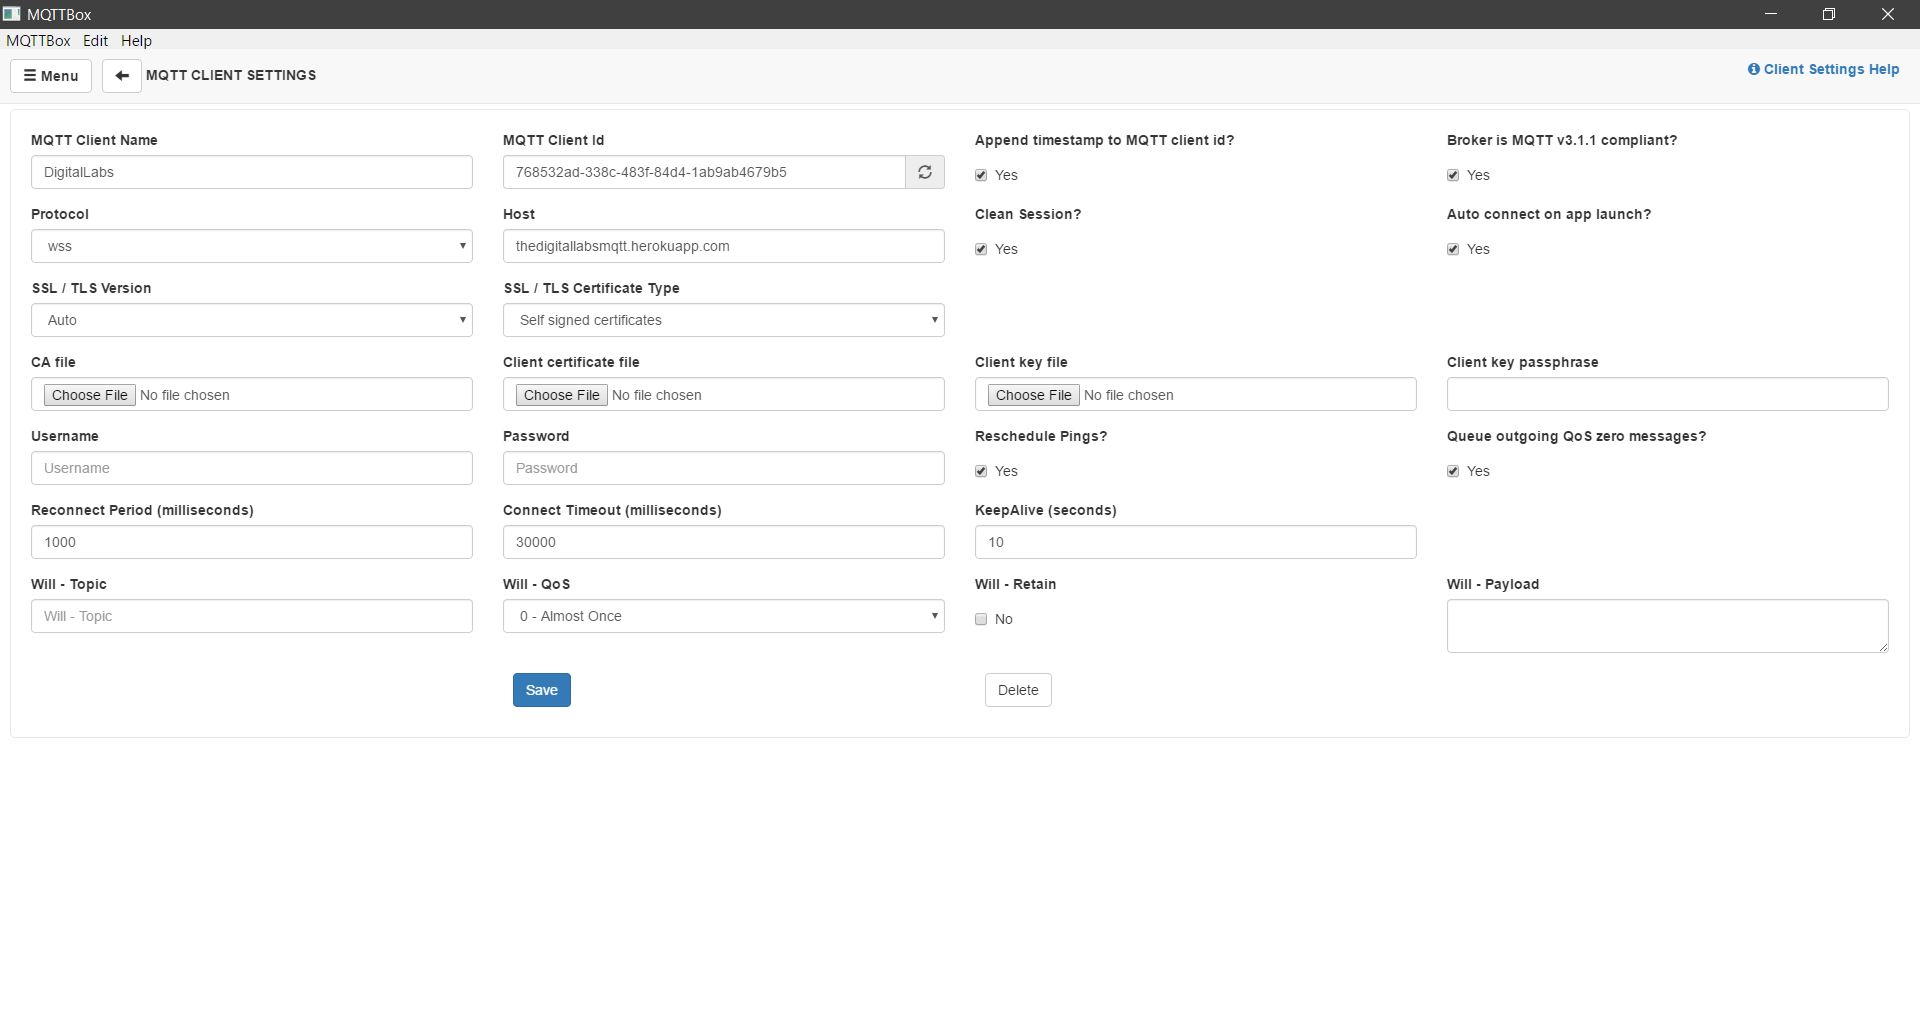 MQTTBox
MQTTBox Edit Help
Menu MQTT CLIENT SETTINGS Client Settings Help
MQTT Client Name MQTT Client Id Append timestamp to MQTT client id? Broker is MQTT v3.1.1 compliant?
DigitalLabs 768532ad-338c-483f-84d4-1ab9ab4679b5 Yes Yes
Protocol Host Clean Session? Auto connect on app launch?
wss thedigitallabsmqtt.herokuapp.com Yes Yes
SSL / TLS Version SSL / TLS Certificate Type
Auto Self signed certificates
CA file Client certificate file Client key file Client key passphrase
Choose File No file chosen Choose File No file chosen Choose File No file chosen
Username Password Reschedule Pings? Queue outgoing QoS zero messages?
Username Password Yes Yes
Reconnect Period (milliseconds) Connect Timeout (milliseconds) KeepAlive (seconds)
1000 30000 10
Will - Topic Will - QoS Will - Retain Will - Payload
Will - Topic 0 - Almost Once No
Save Delete